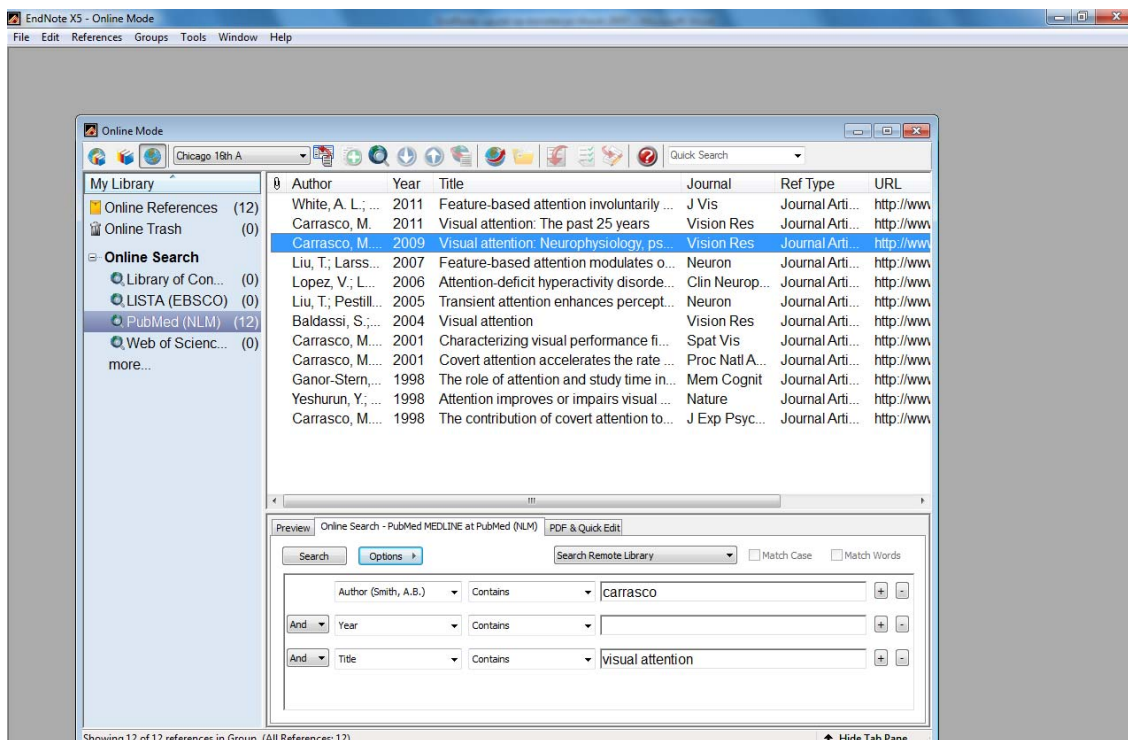 EndNote X5 - Online Mode
File Edit References Groups Tools Window Help
Online Mode
Chicago 16th A
Quick Search
My Library
Author Year Title Journal Ref Type URL
Online References (12)
Online Trash (0)
Online Search
Library of Con... (0)
LISTA (EBSCO) (0)
PubMed (NLM) (12)
Web of Scienc... (0)
more...
White, A. L.; ... 2011 Feature-based attention involuntarily ... J Vis Journal Arti... http://www
Carrasco, M. 2011 Visual attention: The past 25 years Vision Res Journal Arti... http://www
Carrasco, M.... 2009 Visual attention: Neurophysiology, ps... Vision Res Journal Arti... http://www
Liu, T.; Larss... 2007 Feature-based attention modulates o... Neuron Journal Arti... http://www
Lopez, V.; L... 2006 Attention-deficit hyperactivity disorde... Clin Neurop... Journal Arti... http://www
Liu, T.; Pestill... 2005 Transient attention enhances percept... Neuron Journal Arti... http://www
Baldassi, S.;... 2004 Visual attention Vision Res Journal Arti... http://www
Carrasco, M.... 2001 Characterizing visual performance fi... Spat Vis Journal Arti... http://www
Carrasco, M.... 2001 Covert attention accelerates the rate ... Proc Natl A... Journal Arti... http://www
Ganor-Stern,... 1998 The role of attention and study time in... Mem Cognit Journal Arti... http://www
Yeshurun, Y.; ... 1998 Attention improves or impairs visual ... Nature Journal Arti... http://www
Carrasco, M.... 1998 The contribution of covert attention to... J Exp Psyc... Journal Arti... http://www
Preview Online Search - PubMed MEDLINE at PubMed (NLM) PDF & Quick Edit
Search Options Search Remote Library Match Case Match Words
Author (Smith, A.B.) Contains carrasco + -
And Year Contains + -
And Title Contains visual attention + -
Showing 12 of 12 references in Group. (All References: 12) Hide Tab Pane